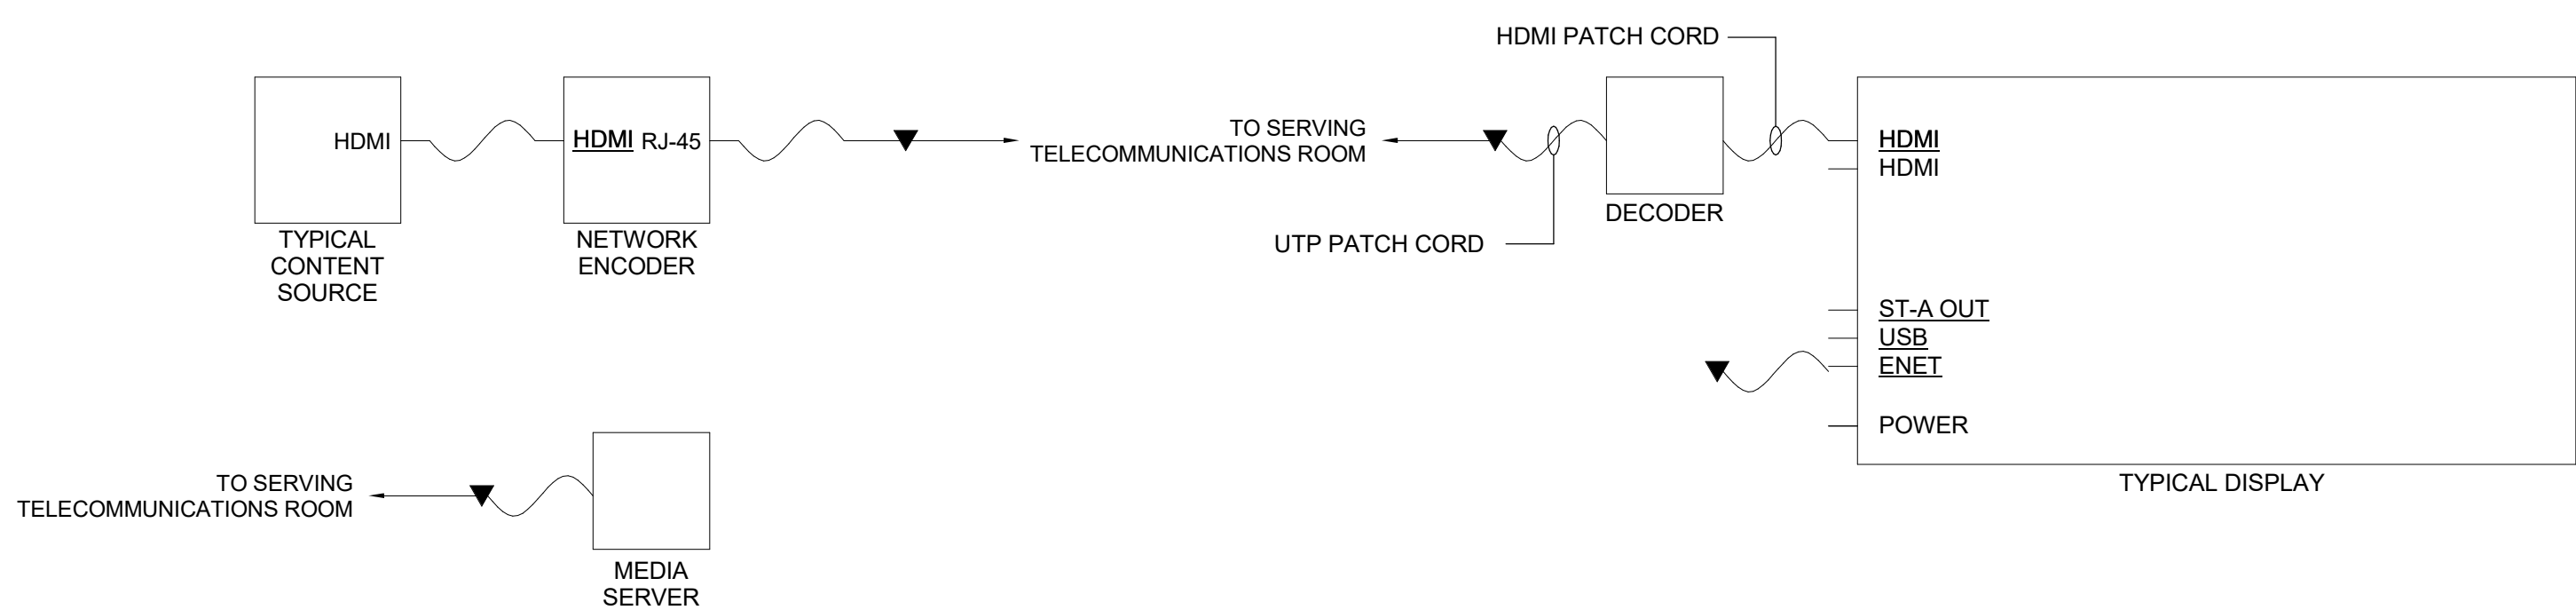 HDMI PATCH CORD
HDMI
HDMI RJ-45
TO SERVING
TELECOMMUNICATIONS ROOM
HDMI
HDMI
TYPICAL
CONTENT
SOURCE
NETWORK
ENCODER
DECODER
UTP PATCH CORD
ST-A OUT
USB
ENET
POWER
TYPICAL DISPLAY
TO SERVING
TELECOMMUNICATIONS ROOM
MEDIA
SERVER